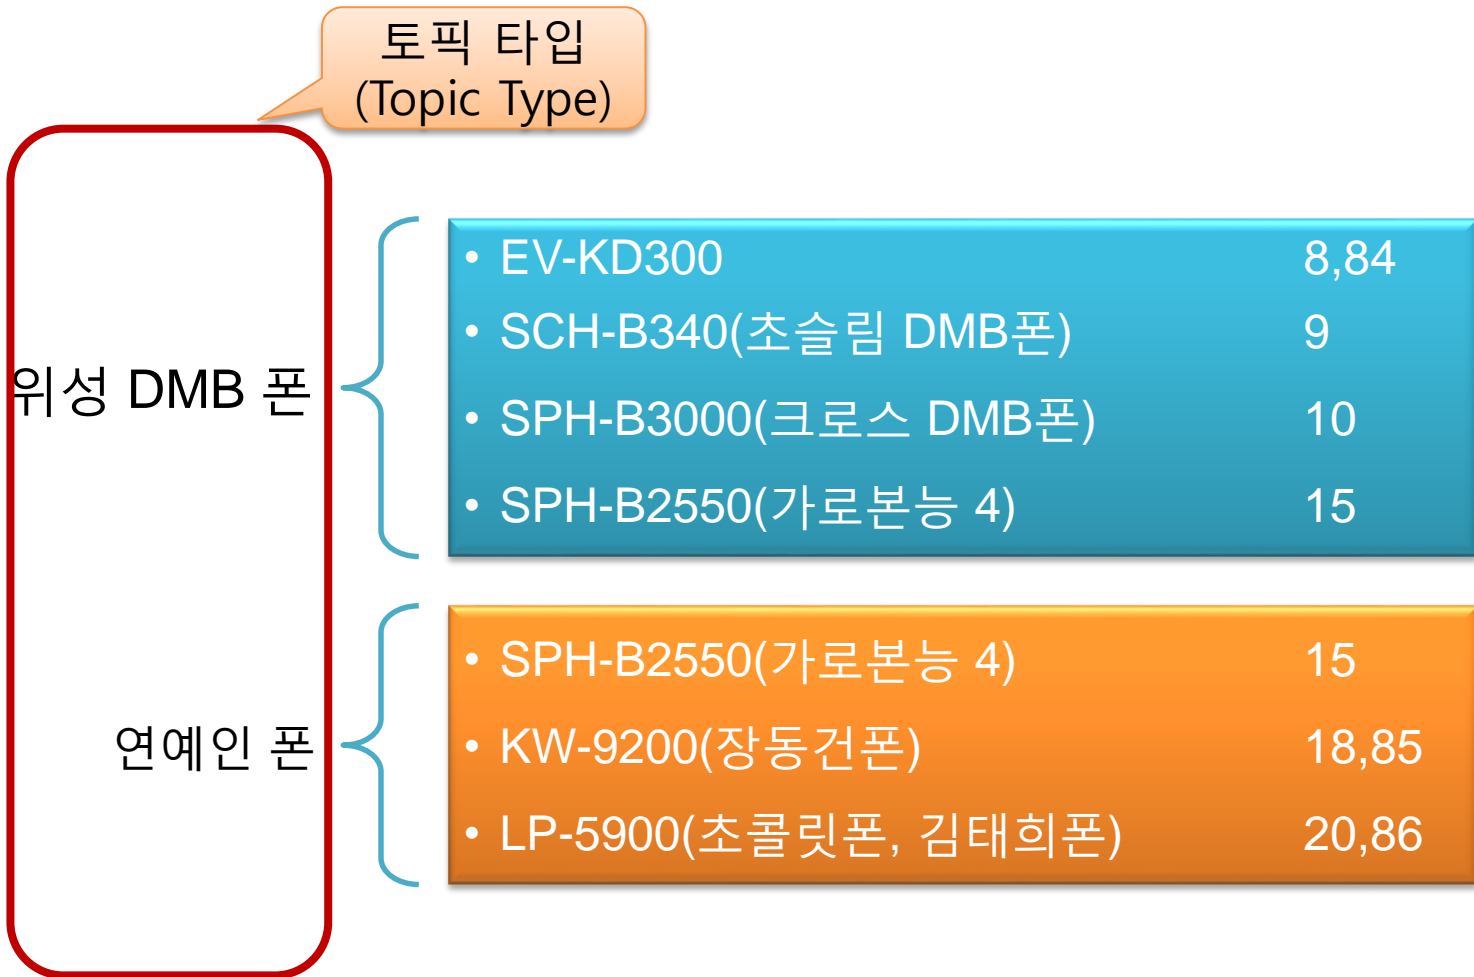 토픽 타입
(Topic Type)
위성 DMB 폰
• EV-KD300 8,84
• SCH-B340(초슬림 DMB폰) 9
• SPH-B3000(크로스 DMB폰) 10
• SPH-B2550(가로본능 4) 15
연예인 폰
• SPH-B2550(가로본능 4) 15
• KW-9200(장동건폰) 18,85
• LP-5900(초콜릿폰, 김태희폰) 20,86